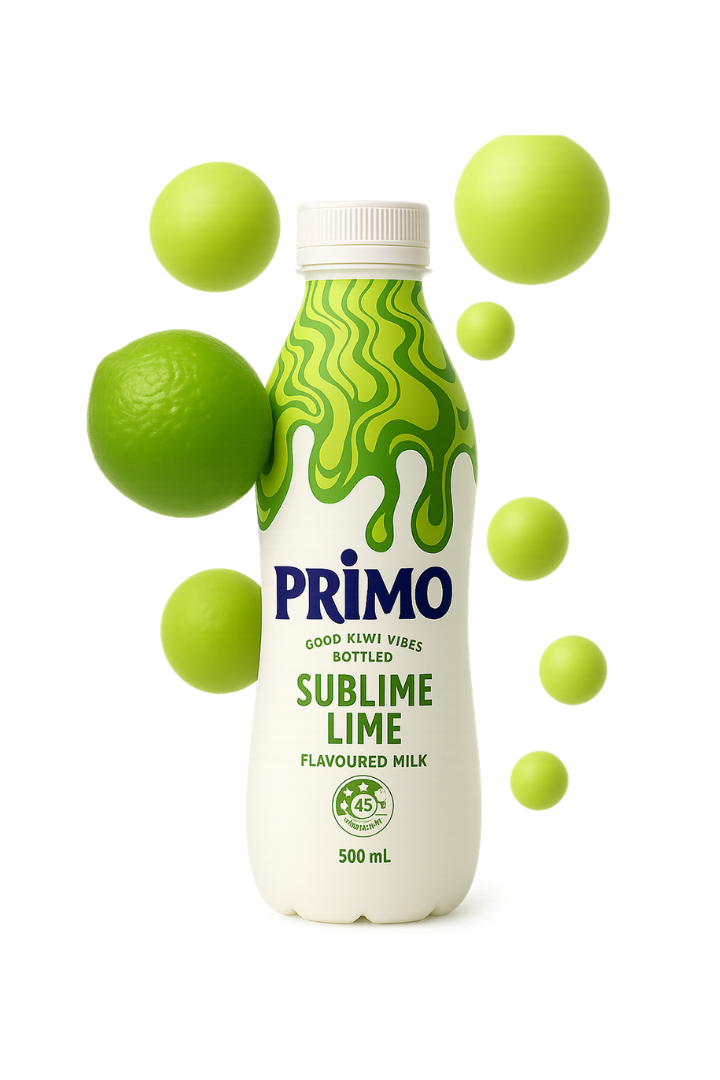 PRiMO
GOOD KLWI VIBES
BOTTLED
SUBLIME
LIME
FLAVOURED MILK
45
500 mL